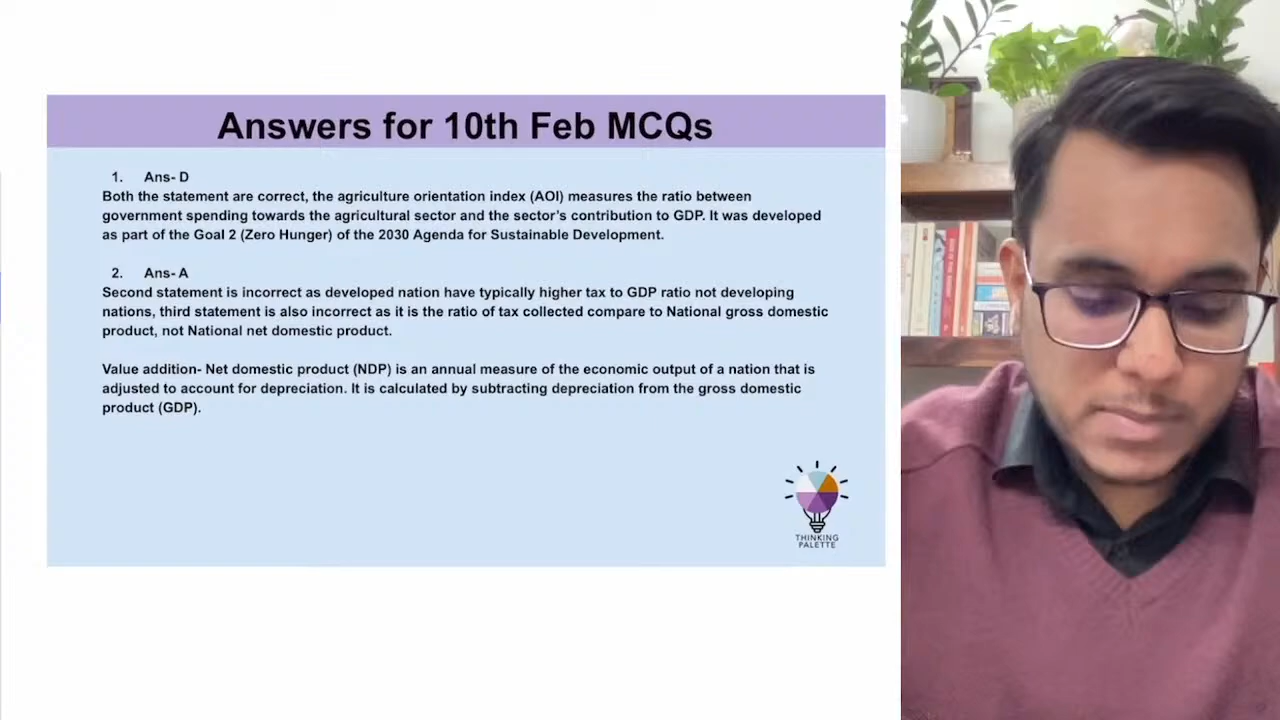 Answers for 10th Feb MCQs
1. Ans- D
Both the statement are correct, the agriculture orientation index (AOI) measures the ratio between
government spending towards the agricultural sector and the sector's contribution to GDP. It was developed
as part of the Goal 2 (Zero Hunger) of the 2030 Agenda for Sustainable Development.
2. Ans- A
Second statement is incorrect as developed nation have typically higher tax to GDP ratio not developing
nations, third statement is also incorrect as it is the ratio of tax collected compare to National gross domestic
product, not National net domestic product.
Value addition- Net domestic product (NDP) is an annual measure of the economic output of a nation that is
adjusted to account for depreciation. It is calculated by subtracting depreciation from the gross domestic
product (GDP).
THINKING
PALETTE